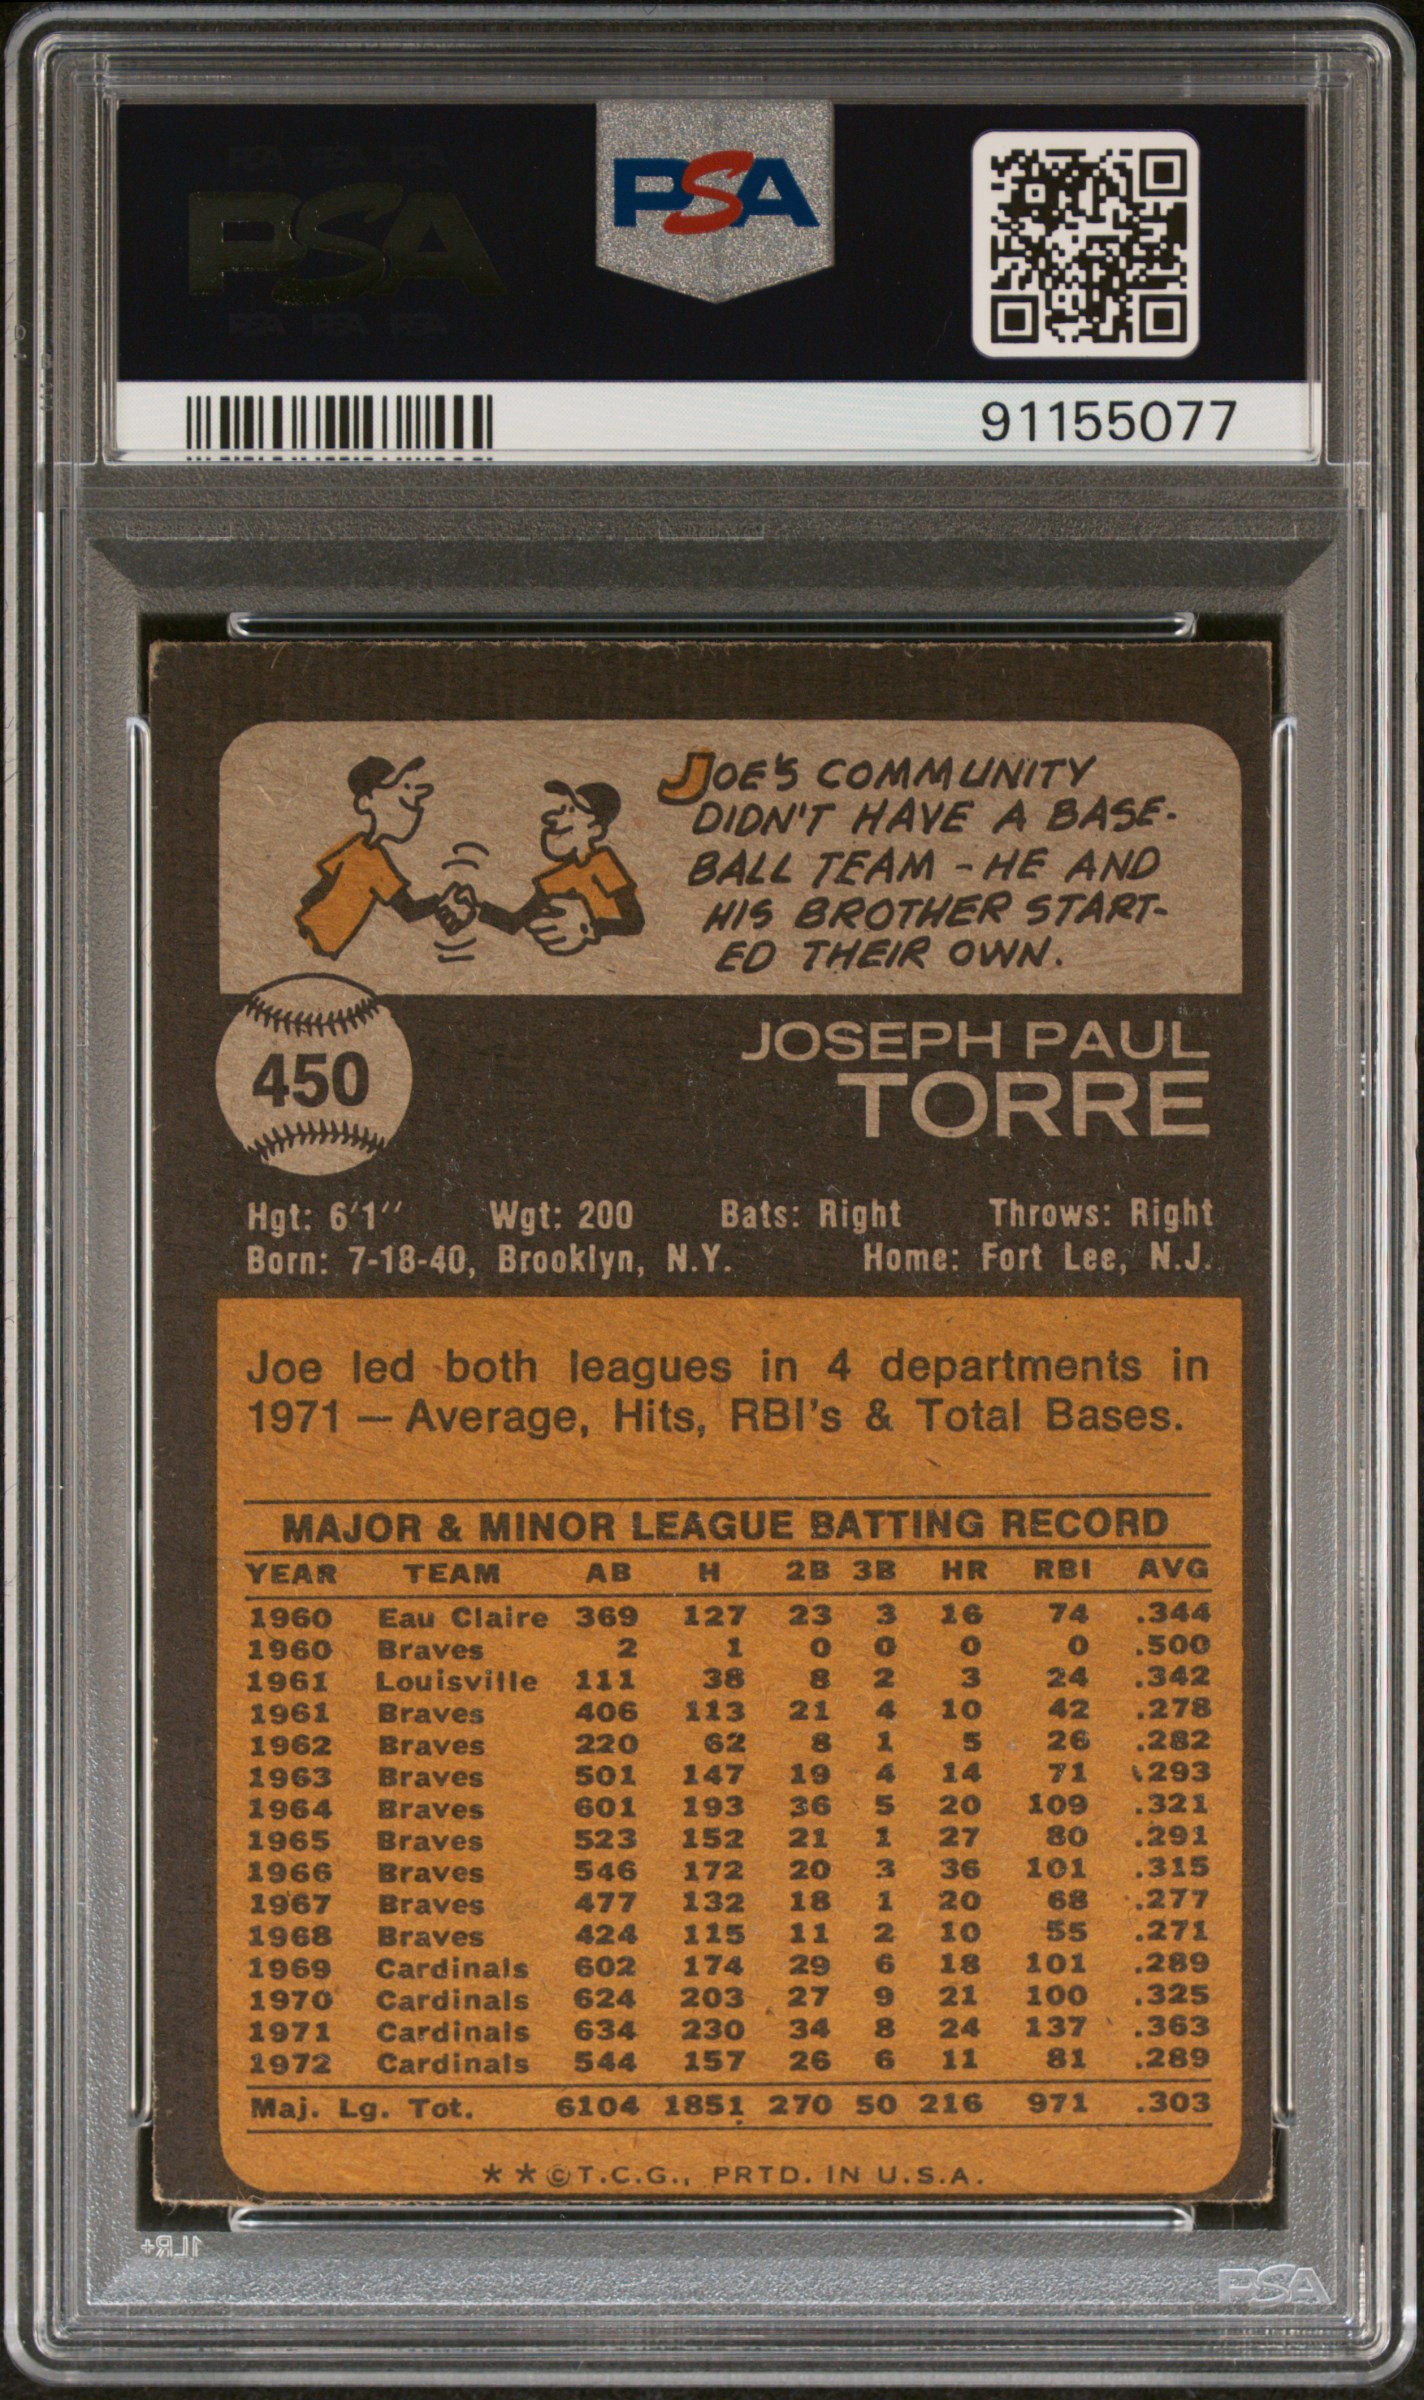 PSA PSA PSA
PSA
PSA PSA PSA
PSA
91155077
JOE'S COMMUNITY
DIDN'T HAVE A BASE-
BALL TEAM - HE AND
HIS BROTHER START-
ED THEIR OWN.
450
JOSEPH PAUL
TORRE
Hgt: 6'1'' Wgt: 200 Bats: Right Throws: Right
Born: 7-18-40, Brooklyn, N.Y. Home: Fort Lee, N.J.
Joe led both leagues in 4 departments in
1971 — Average, Hits, RBI's & Total Bases.
MAJOR & MINOR LEAGUE BATTING RECORD
YEAR TEAM AB H 2B 3B HR RBI AVG
1960 Eau Claire 369 127 23 3 16 74 .344
1960 Braves 2 1 0 0 0 0 .500
1961 Louisville 111 38 8 2 3 24 .342
1961 Braves 406 113 21 4 10 42 .278
1962 Braves 220 62 8 1 5 26 .282
1963 Braves 501 147 19 4 14 71 .293
1964 Braves 601 193 36 5 20 109 .321
1965 Braves 523 152 21 1 27 80 .291
1966 Braves 546 172 20 3 36 101 .315
1967 Braves 477 132 18 1 20 68 .277
1968 Braves 424 115 11 2 10 55 .271
1969 Cardinals 602 174 29 6 18 101 .289
1970 Cardinals 624 203 27 9 21 100 .325
1971 Cardinals 634 230 34 8 24 137 .363
1972 Cardinals 544 157 26 6 11 81 .289
Maj. Lg. Tot. 6104 1851 270 50 216 971 .303
* * © T.C.G., PRTD. IN U.S.A.
1LR+
PSA